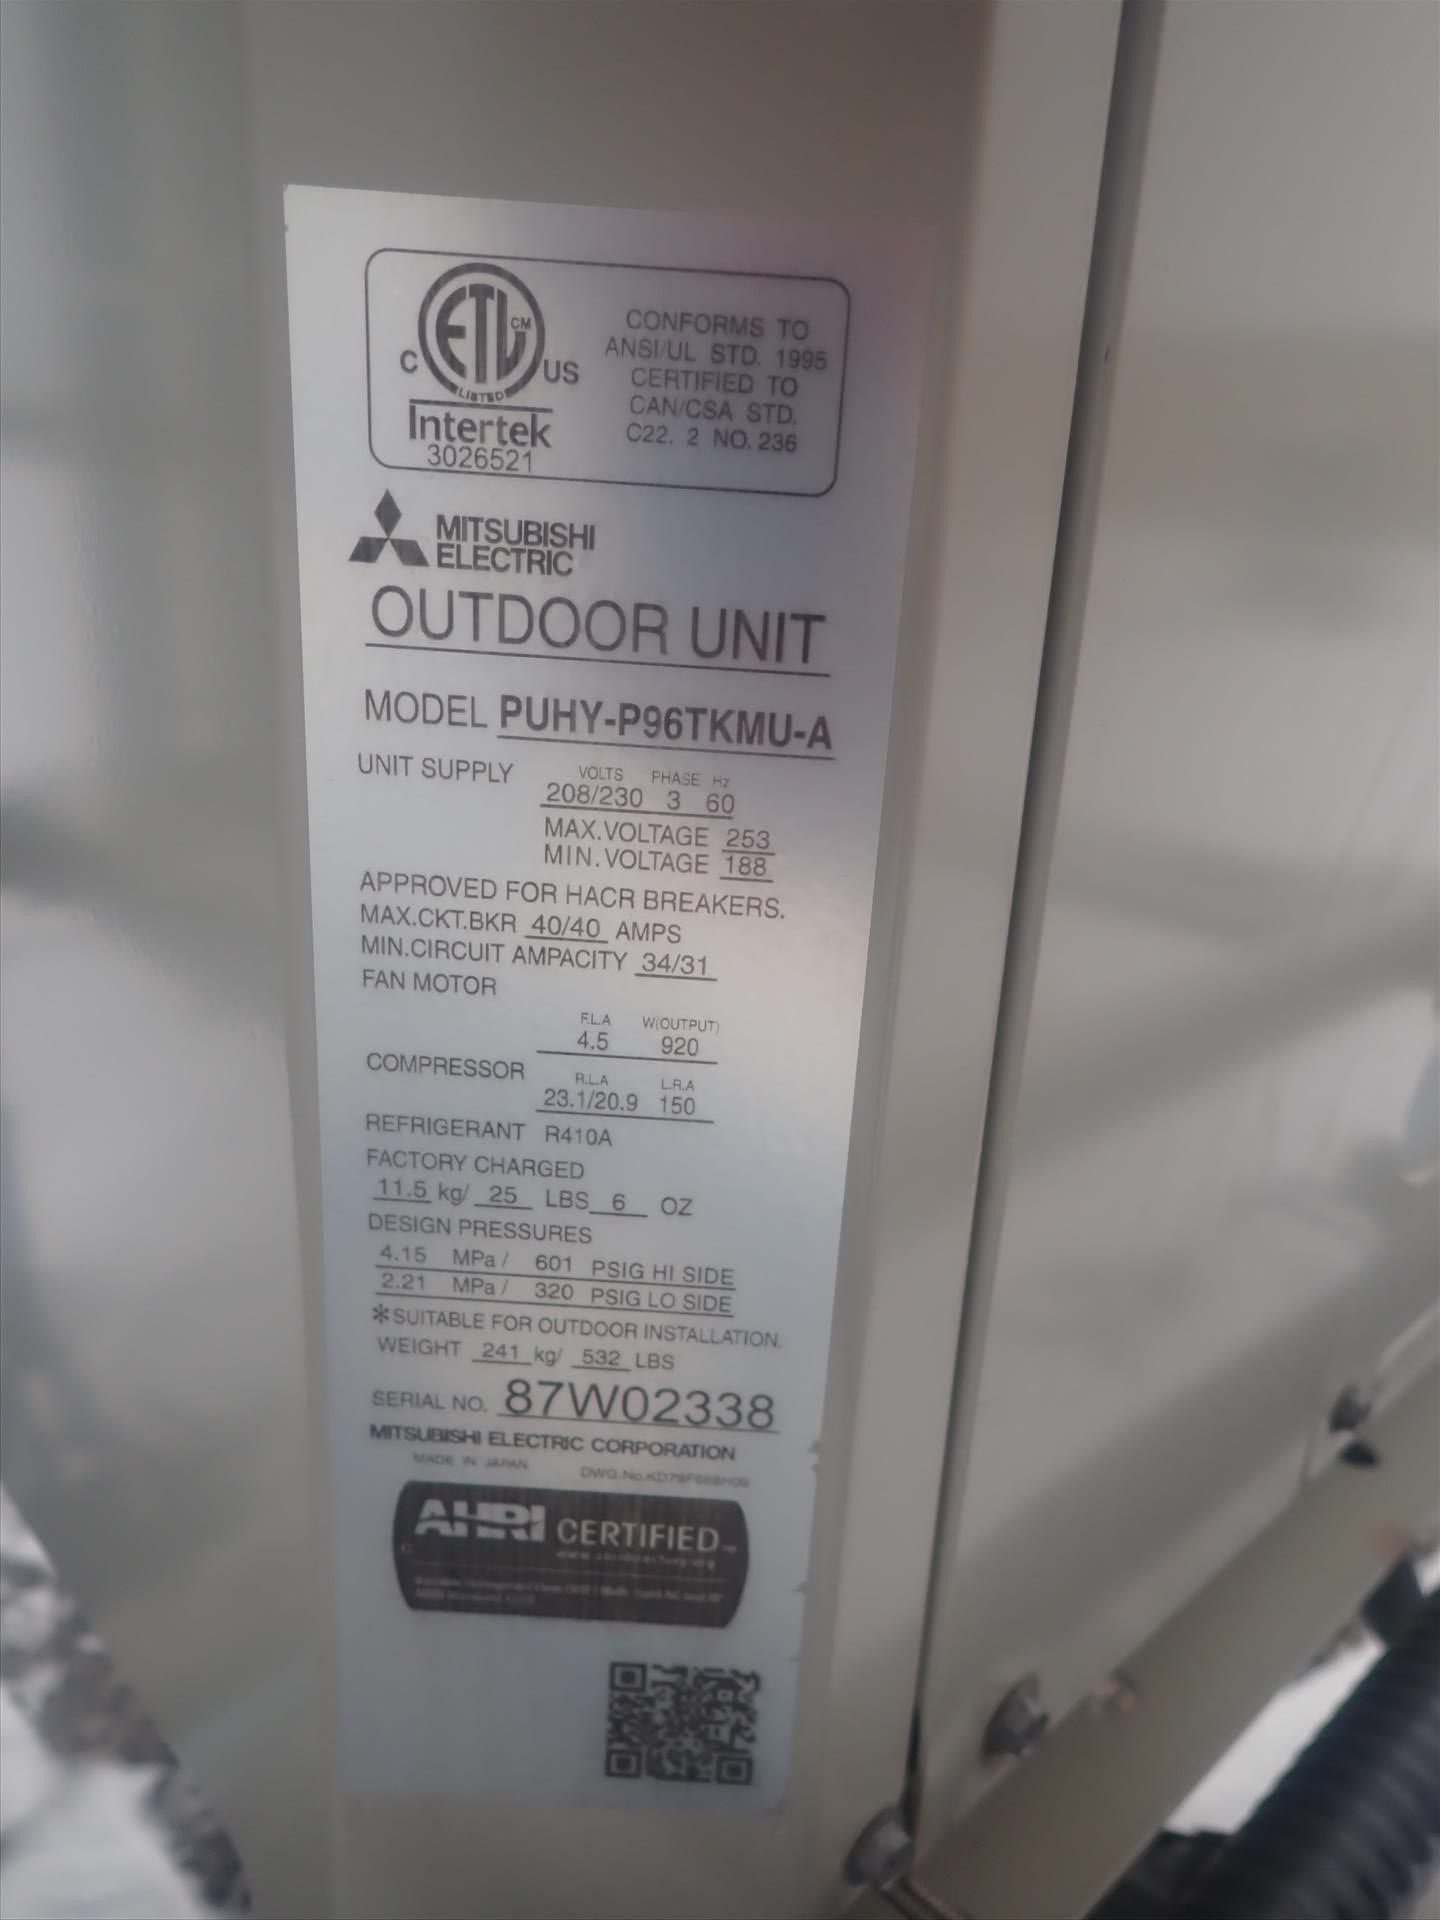 C ETL CM US
LISTED
Intertek
3026521
CONFORMS TO
ANSI/UL STD. 1995
CERTIFIED TO
CAN/CSA STD.
C22. 2 NO. 236
MITSUBISHI
ELECTRIC
OUTDOOR UNIT
MODEL PUHY-P96TKMU-A
UNIT SUPPLY
VOLTS PHASE Hz
208/230 3 60
MAX.VOLTAGE 253
MIN.VOLTAGE 188
APPROVED FOR HACR BREAKERS.
MAX.CKT.BKR 40/40 AMPS
MIN.CIRCUIT AMPACITY 34/31
FAN MOTOR
F.L.A W(OUTPUT)
4.5 920
COMPRESSOR
R.L.A L.R.A
23.1/20.9 150
REFRIGERANT R410A
FACTORY CHARGED
11.5 kg/ 25 LBS 6 OZ
DESIGN PRESSURES
4.15 MPa / 601 PSIG HI SIDE
2.21 MPa / 320 PSIG LO SIDE
*SUITABLE FOR OUTDOOR INSTALLATION.
WEIGHT 241 kg/ 532 LBS
SERIAL NO. 87W02338
MITSUBISHI ELECTRIC CORPORATION
MADE IN JAPAN DWG.No.
AHRI CERTIFIED